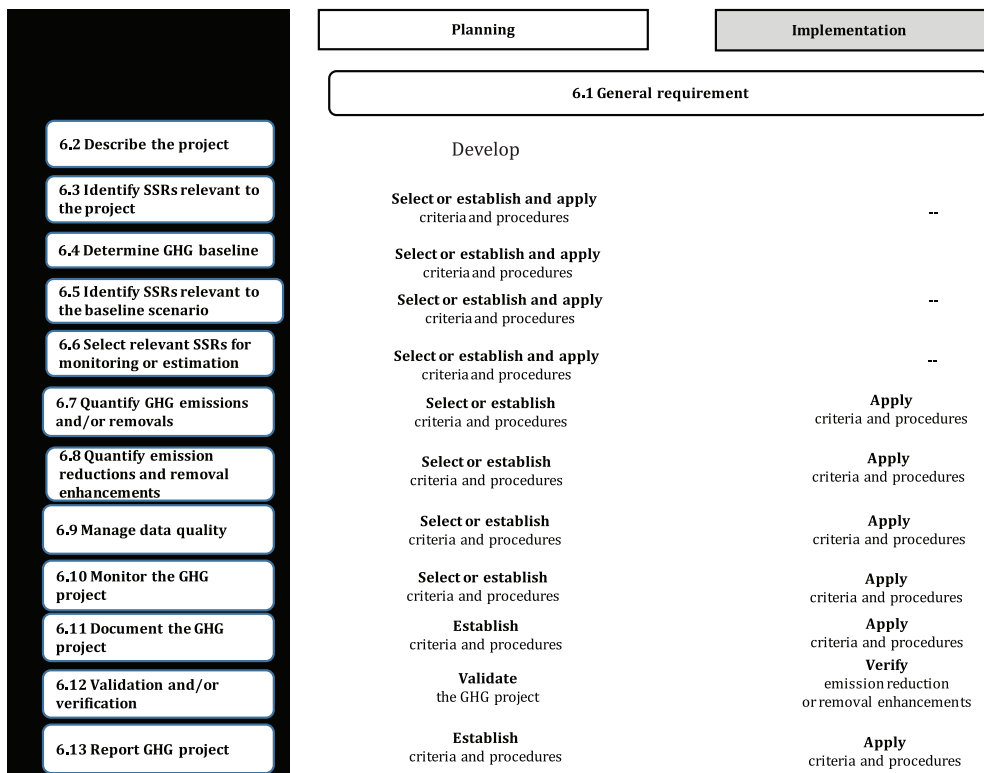 Planning
Implementation
6.1 General requirement
6.2 Describe the project
Develop
6.3 Identify SSRs relevant to
the project
Select or establish and apply
criteria and procedures
--
6.4 Determine GHG baseline
Select or establish and apply
criteria and procedures
6.5 Identify SSRs relevant to
the baseline scenario
Select or establish and apply
criteria and procedures
--
6.6 Select relevant SSRs for
monitoring or estimation
Select or establish and apply
criteria and procedures
--
6.7 Quantify GHG emissions
and/or removals
Select or establish
criteria and procedures
Apply
criteria and procedures
6.8 Quantify emission
reductions and removal
enhancements
Select or establish
criteria and procedures
Apply
criteria and procedures
6.9 Manage data quality
Select or establish
criteria and procedures
Apply
criteria and procedures
6.10 Monitor the GHG
project
Select or establish
criteria and procedures
Apply
criteria and procedures
6.11 Document the GHG
project
Establish
criteria and procedures
Apply
criteria and procedures
6.12 Validation and/or
verification
Validate
the GHG project
Verify
emission reduction
or removal enhancements
6.13 Report GHG project
Establish
criteria and procedures
Apply
criteria and procedures